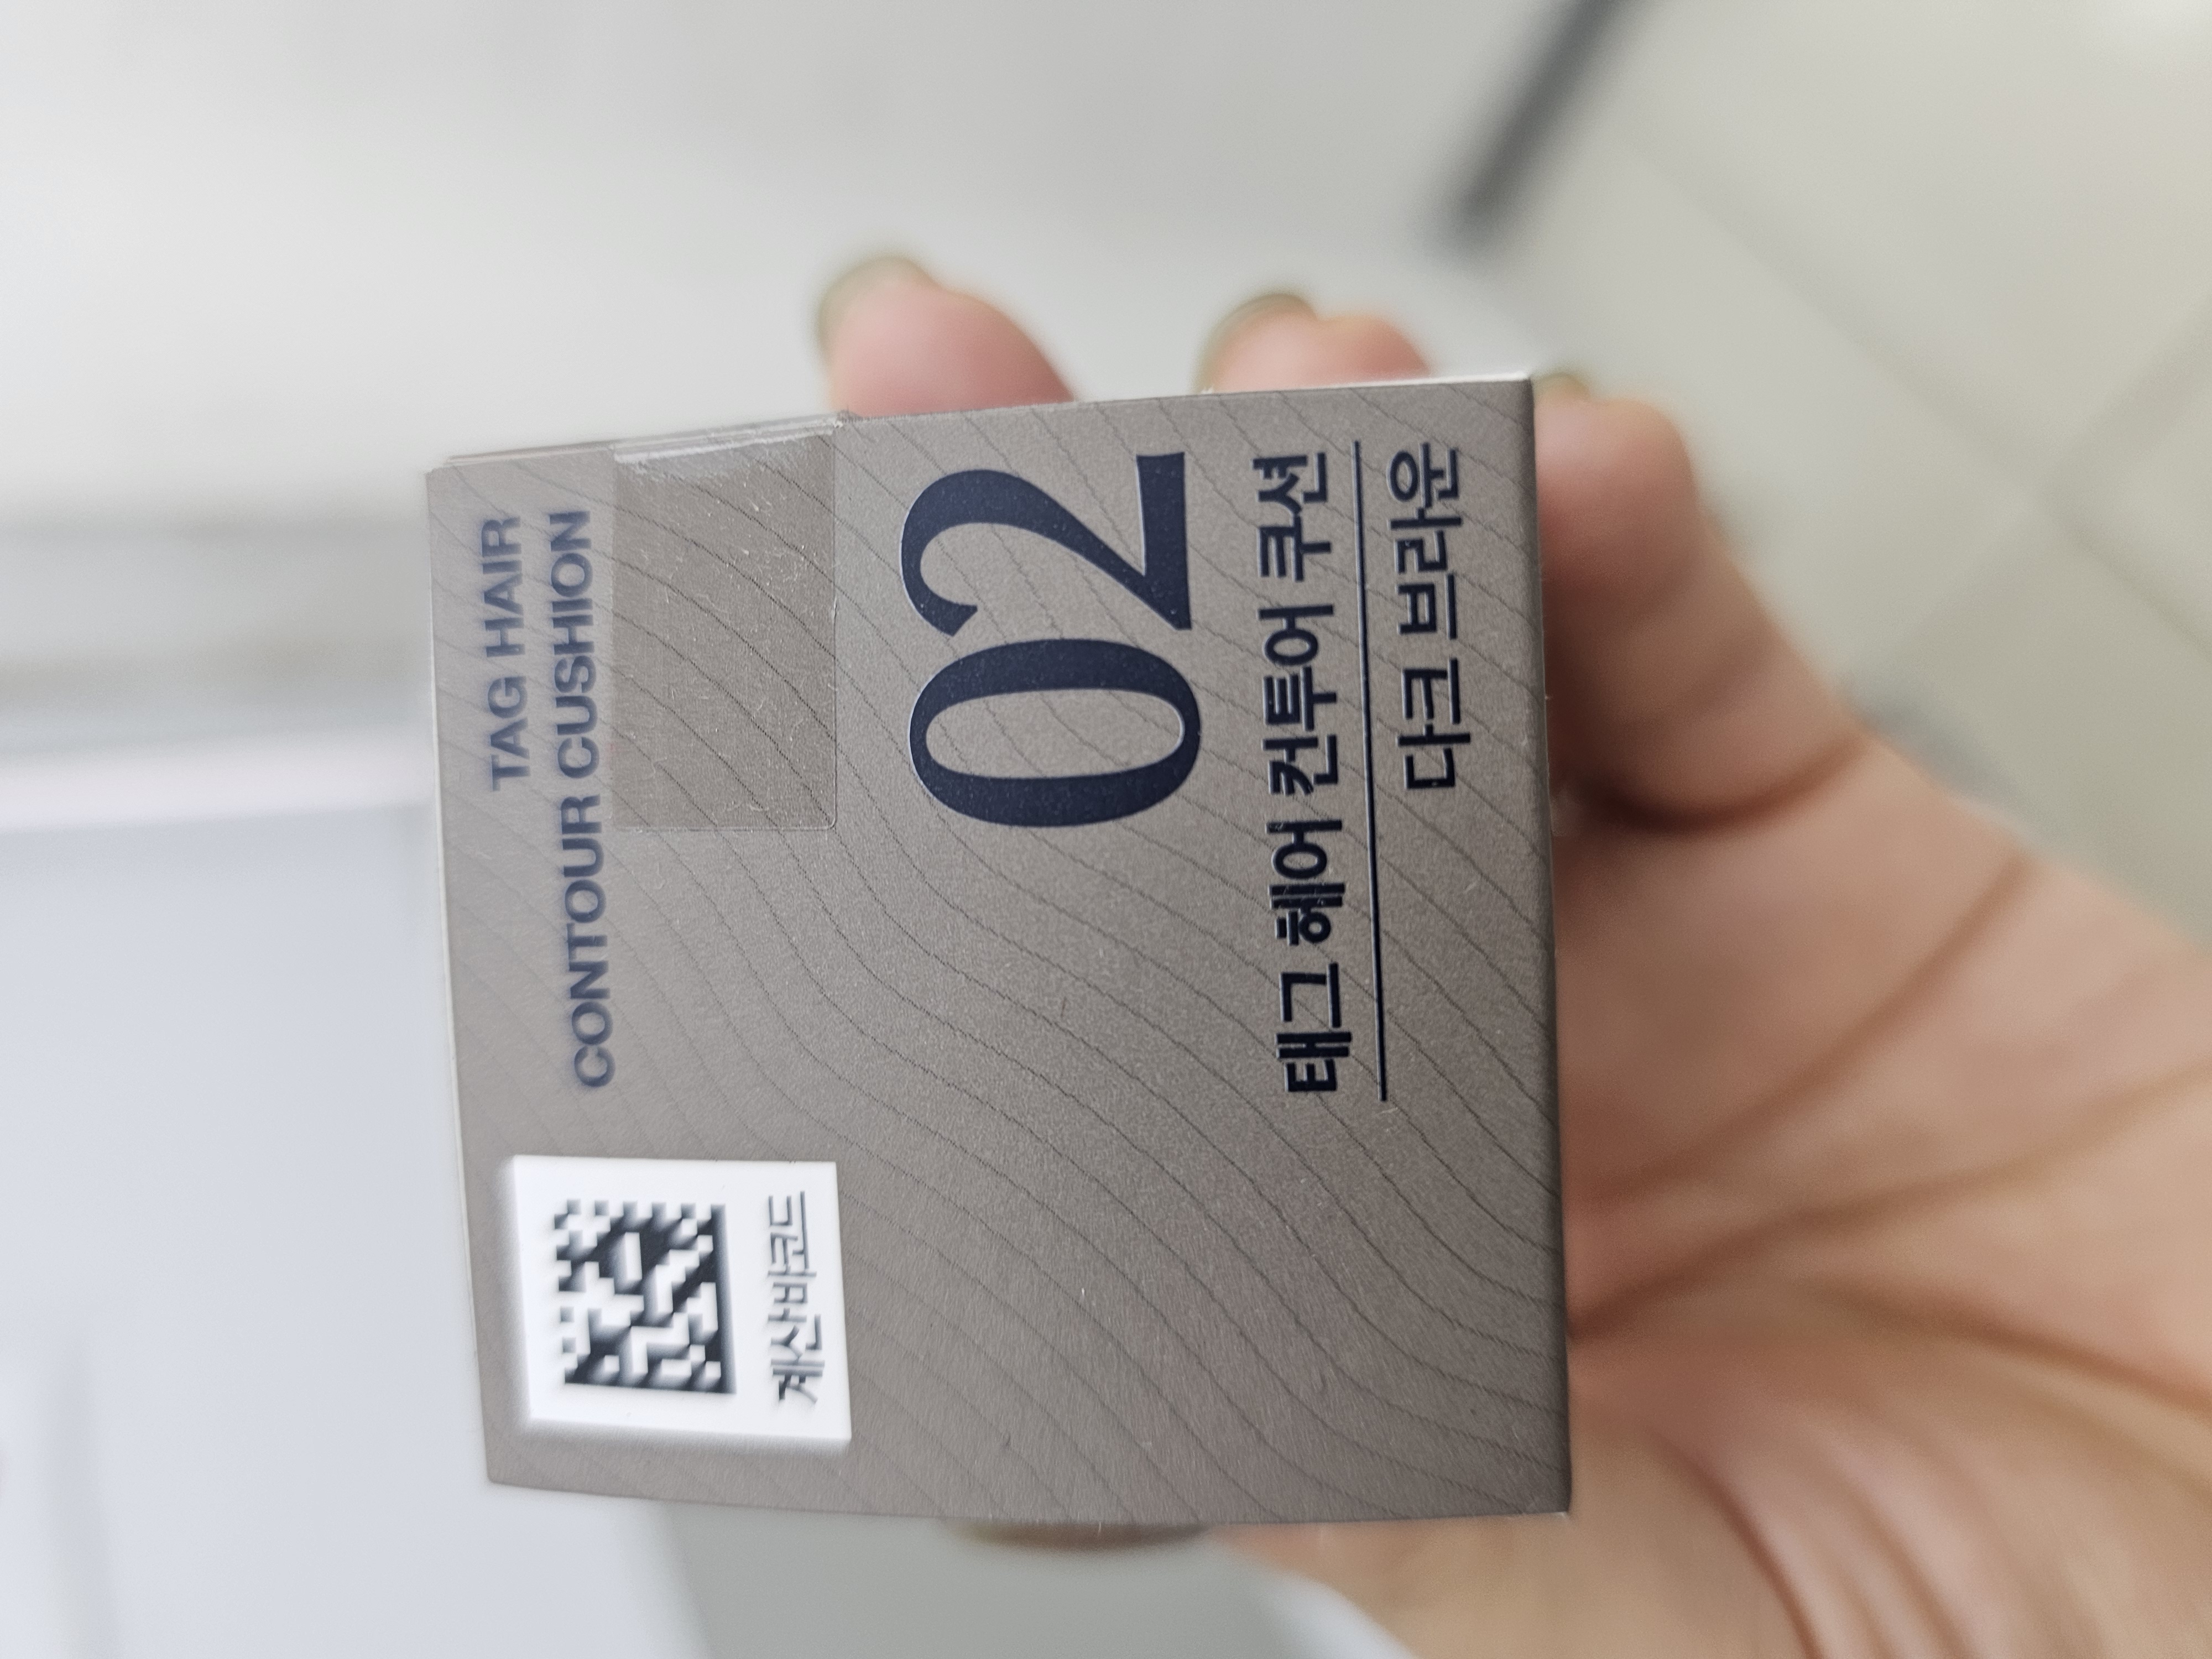 TAG HAIR
CONTOUR CUSHION
계산바코드
02
태그 헤어 컨투어 쿠션
다크 브라운